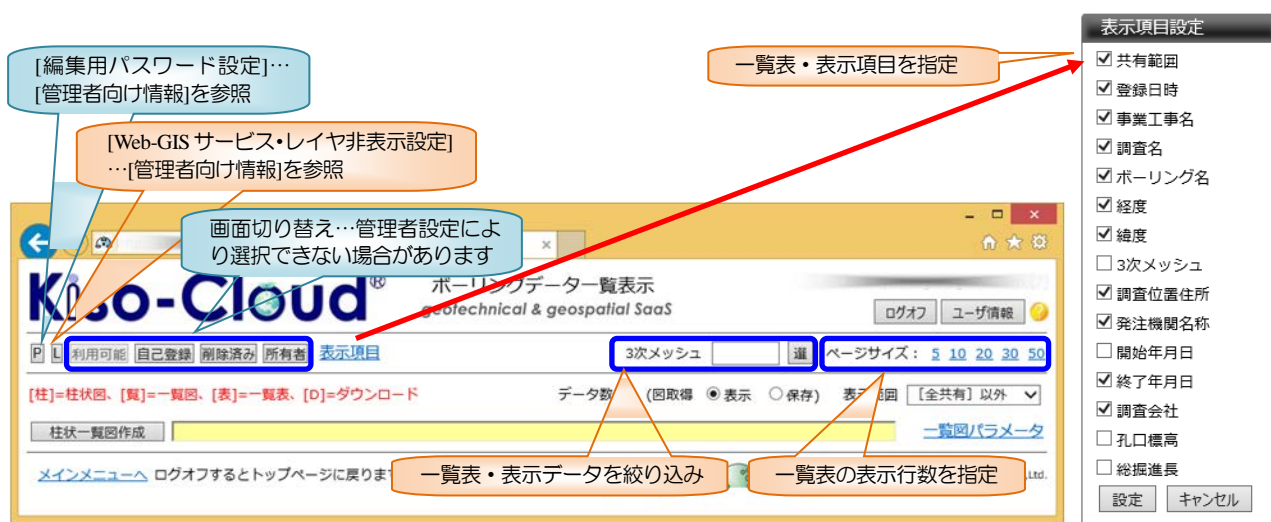 表示項目設定
共有範囲
登録日時
事業工事名
調査名
ボーリング名
経度
緯度
3次メッシュ
調査位置住所
発注機関名称
開始年月日
終了年月日
調査会社
孔口標高
総掘進長
設定 キャンセル
一覧表・表示項目を指定
[編集用パスワード設定]…
[管理者向け情報]を参照
[Web-GIS サービス・レイヤ非表示設定]
…[管理者向け情報]を参照
画面切り替え…管理者設定によ
り選択できない場合があります
Kiso-Cloud®
ボーリングデータ一覧表示
geotechnical & geospatial SaaS
ログオフ ユーザ情報
P L 利用可能 自己登録 削除済み 所有者 表示項目 3次メッシュ 選 ページサイズ: 5 10 20 30 50
[柱]=柱状図、[覧]=一覧図、[表]=一覧表、[D]=ダウンロード データ数 (図取得 表示 保存) 表示範囲 [全共有] 以外
柱状一覧図作成 一覧図パラメータ
メインメニューへ ログオフするとトップページに戻りま Ltd.
一覧表・表示データを絞り込み
一覧表の表示行数を指定